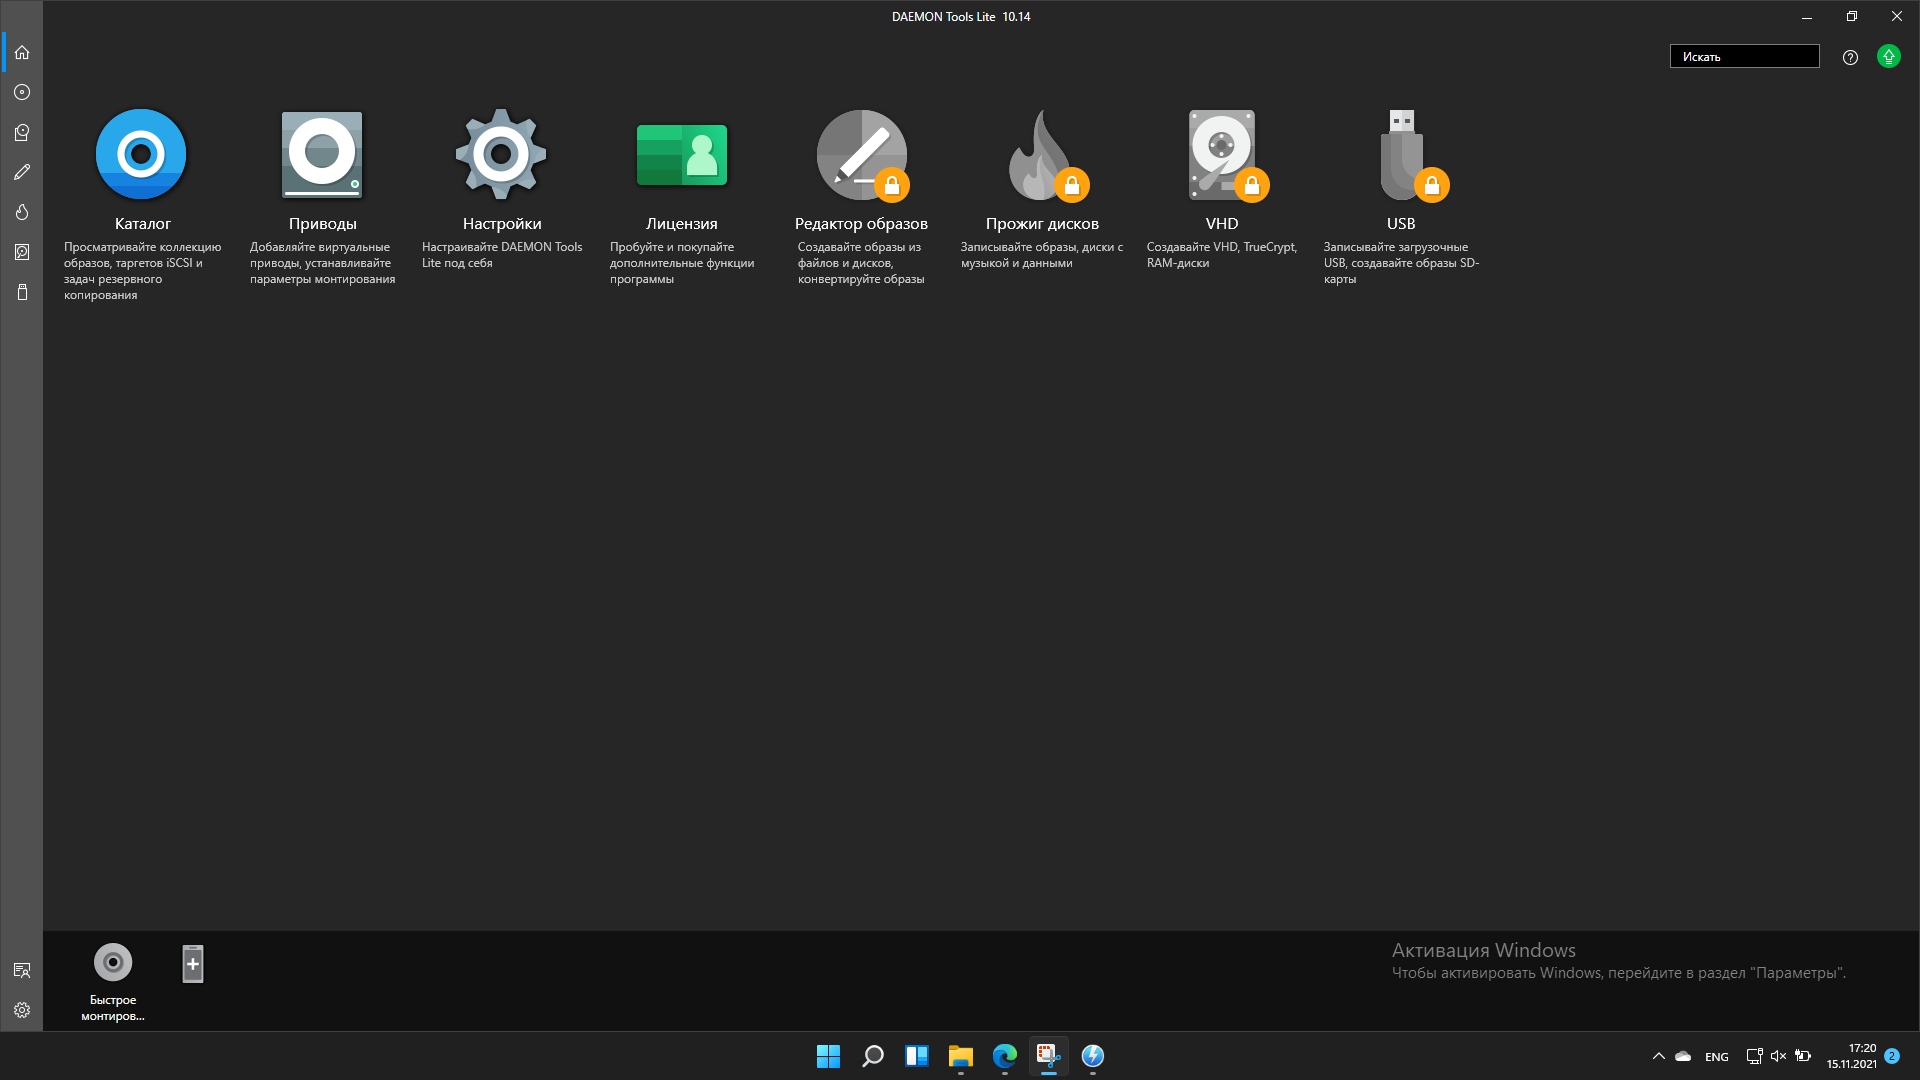 DAEMON Tools Lite 10.14
Искать
Каталог
Просматривайте коллекцию
образов, таргетов iSCSI и
задач резервного
копирования
Приводы
Добавляйте виртуальные
приводы, устанавливайте
параметры монтирования
Настройки
Настраивайте DAEMON Tools
Lite под себя
Лицензия
Пробуйте и покупайте
дополнительные функции
программы
Редактор образов
Создавайте образы из
файлов и дисков,
конвертируйте образы
Прожиг дисков
Записывайте образы, диски с
музыкой и данными
VHD
Создавайте VHD, TrueCrypt,
RAM-диски
USB
Записывайте загрузочные
USB, создавайте образы SD-
карты
Быстрое
монтиров...
Активация Windows
Чтобы активировать Windows, перейдите в раздел "Параметры".
ENG
17:20
15.11.2021
2